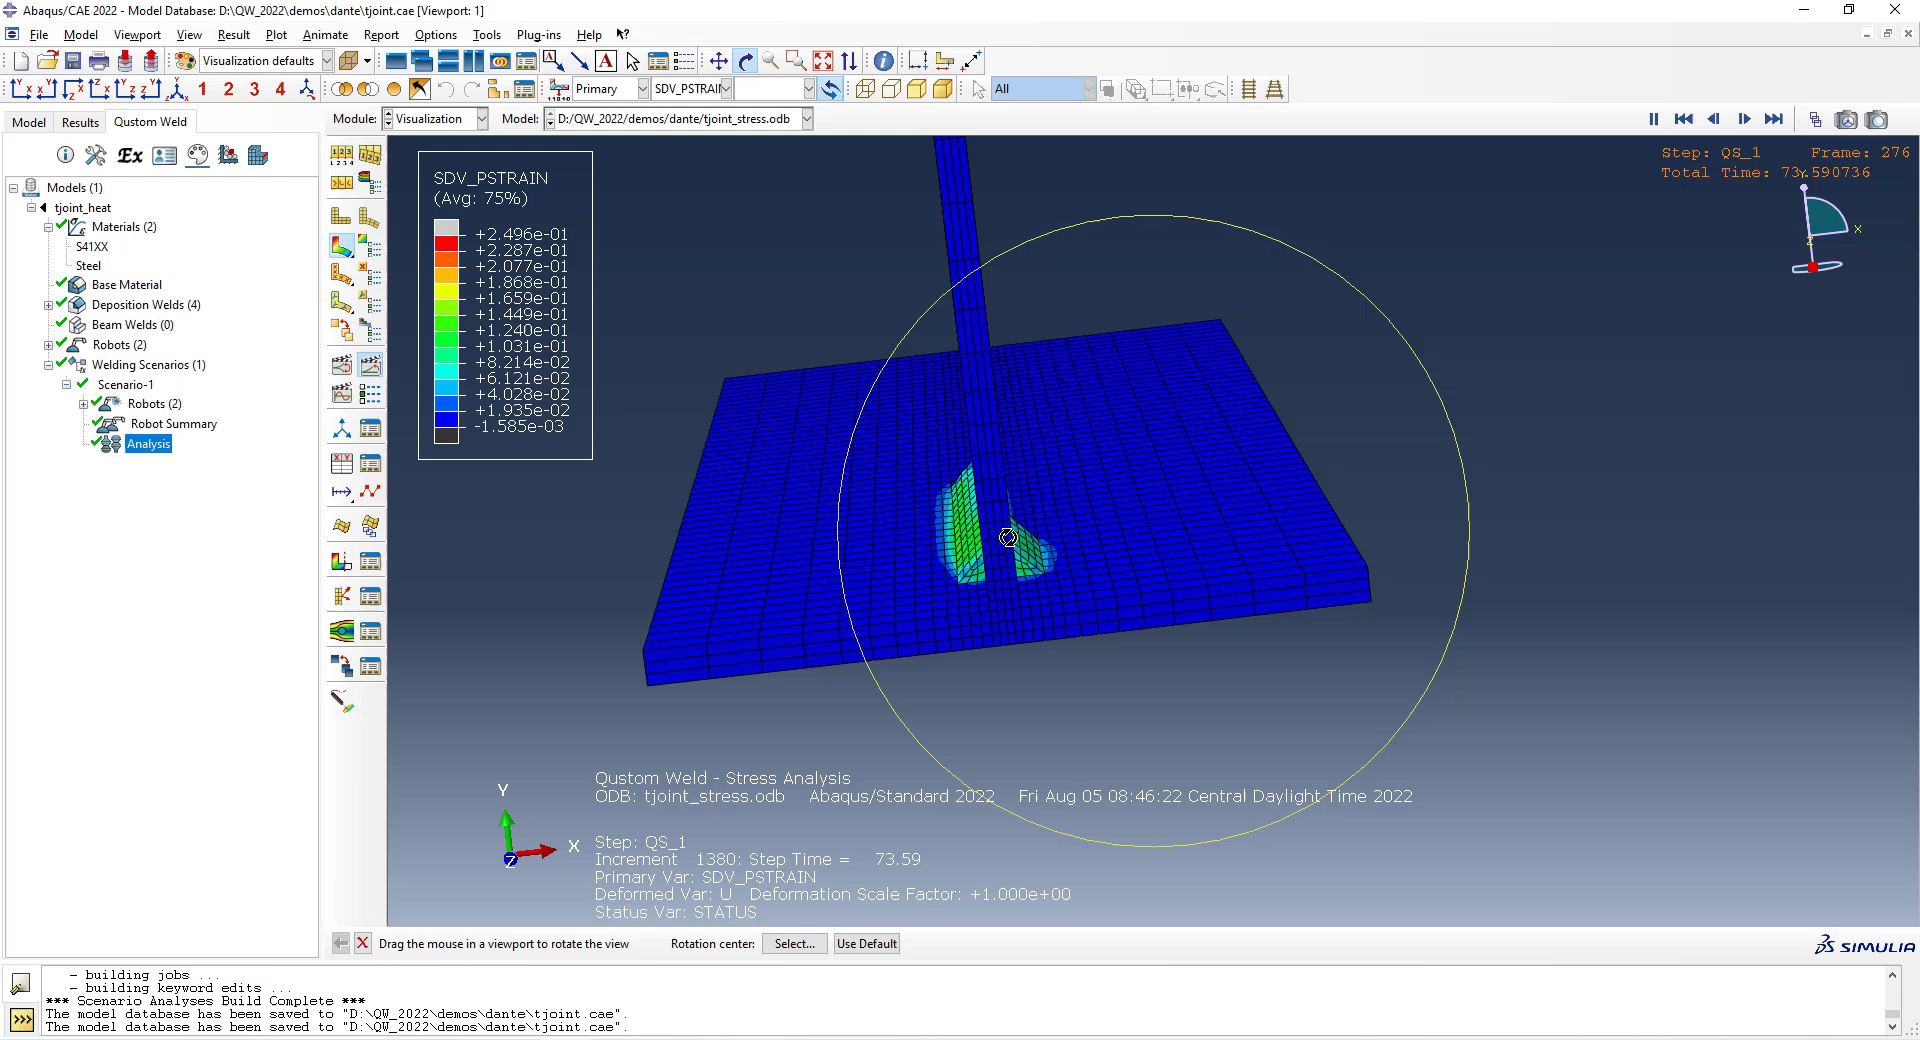 Abaqus/CAE 2022 - Model Database: D:\QW_2022\demos\dante\tjoint.cae [Viewport: 1]
File Model Viewport View Result Plot Animate Report Options Tools Plug-ins Help
Visualization defaults
1 2 3 4 Primary SDV_PSTRAIN All
Model Results Qustom Weld Module: Visualization Model: D:/QW_2022/demos/dante/tjoint_stress.odb
Ex
Models (1)
tjoint_heat
Materials (2)
S41XX
Steel
Base Material
Deposition Welds (4)
Beam Welds (0)
Robots (2)
Welding Scenarios (1)
Scenario-1
Robots (2)
Robot Summary
Analysis
SDV_PSTRAIN
(Avg: 75%)
+2.496e-01
+2.287e-01
+2.077e-01
+1.868e-01
+1.659e-01
+1.449e-01
+1.240e-01
+1.031e-01
+8.214e-02
+6.121e-02
+4.028e-02
+1.935e-02
-1.585e-03
Step: QS_1 Frame: 276
Total Time: 73.590736
Y
X
Z
Qustom Weld - Stress Analysis
ODB: tjoint_stress.odb Abaqus/Standard 2022 Fri Aug 05 08:46:22 Central Daylight Time 2022
Y
X
Z
Step: QS_1
Increment 1380: Step Time = 73.59
Primary Var: SDV_PSTRAIN
Deformed Var: U Deformation Scale Factor: +1.000e+00
Status Var: STATUS
Drag the mouse in a viewport to rotate the view Rotation center: Select... Use Default
SIMULIA
- building jobs ...
- building keyword edits ...
*** Scenario Analyses Build Complete ***
The model database has been saved to "D:\QW_2022\demos\dante\tjoint.cae".
The model database has been saved to "D:\QW_2022\demos\dante\tjoint.cae".
>>>